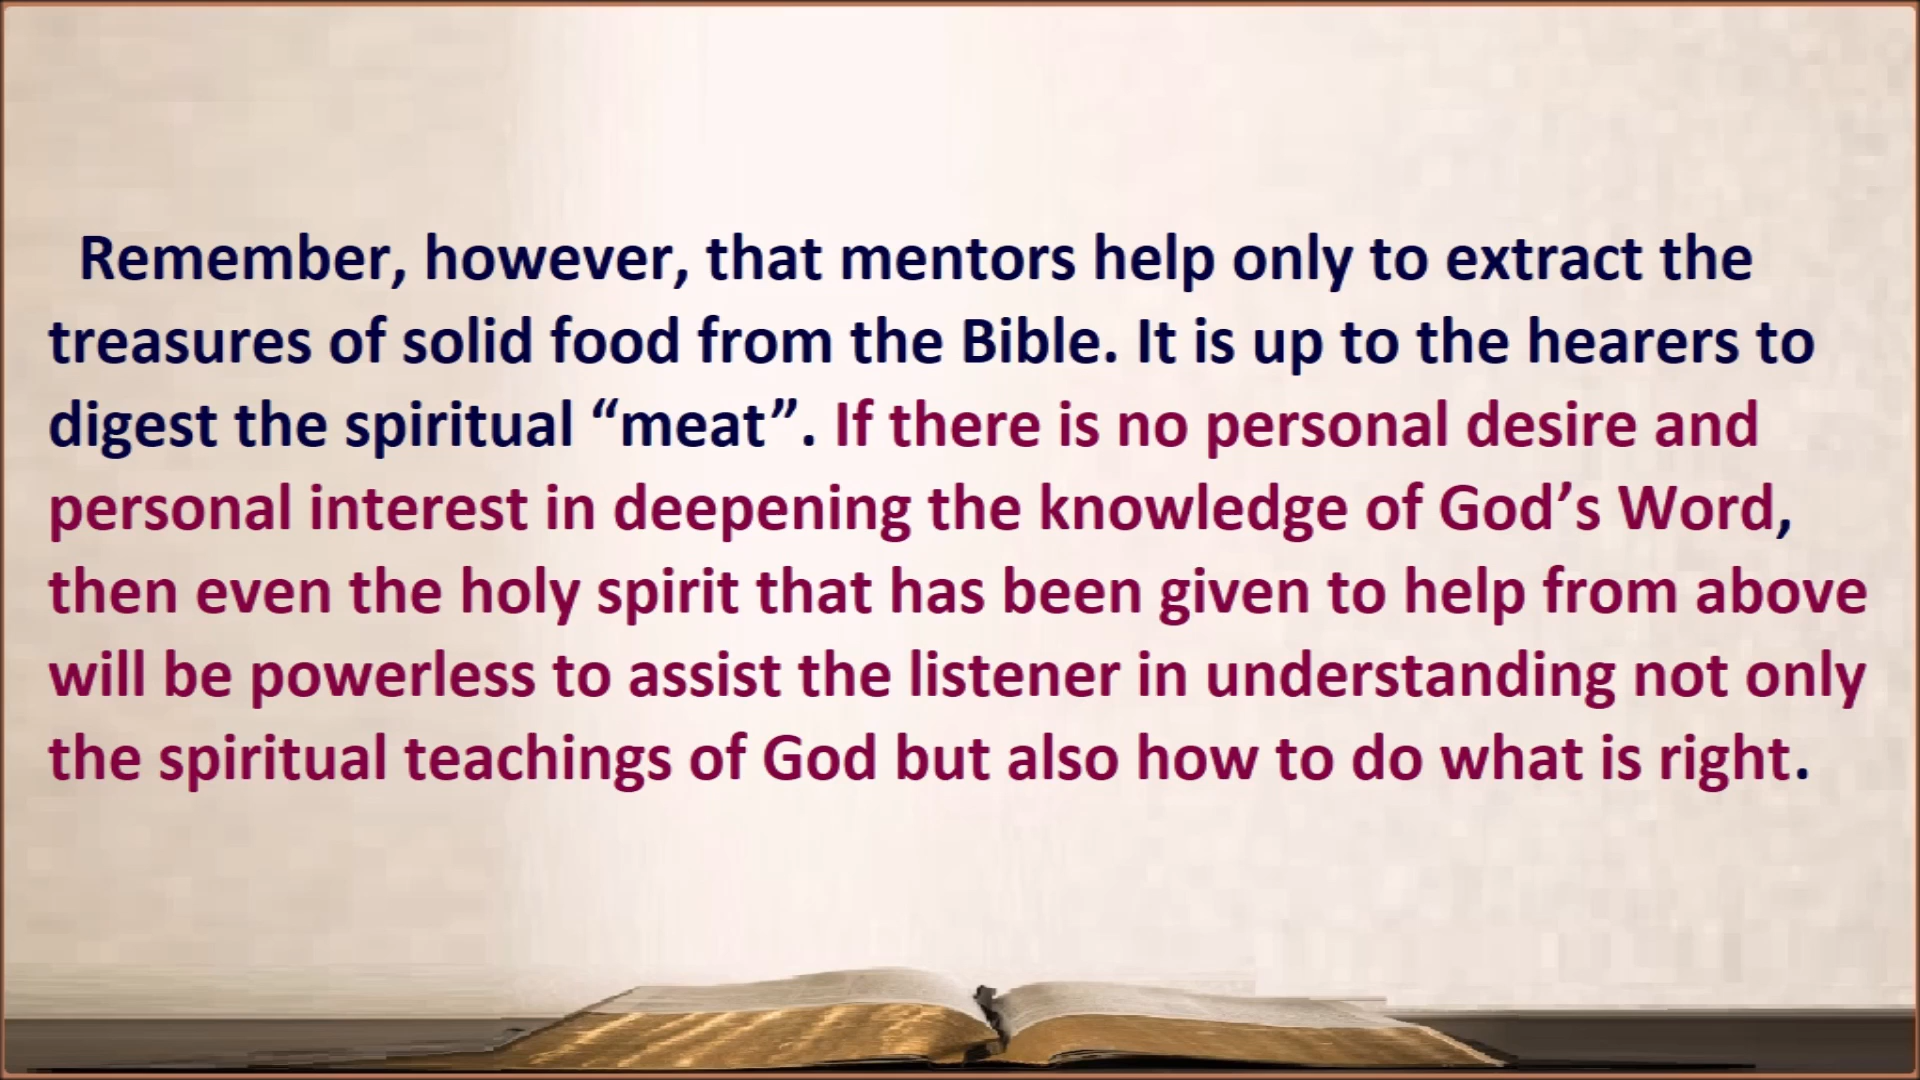 Remember, however, that mentors help only to extract the
treasures of solid food from the Bible. It is up to the hearers to
digest the spiritual “meat”. If there is no personal desire and
personal interest in deepening the knowledge of God’s Word,
then even the holy spirit that has been given to help from above
will be powerless to assist the listener in understanding not only
the spiritual teachings of God but also how to do what is right.